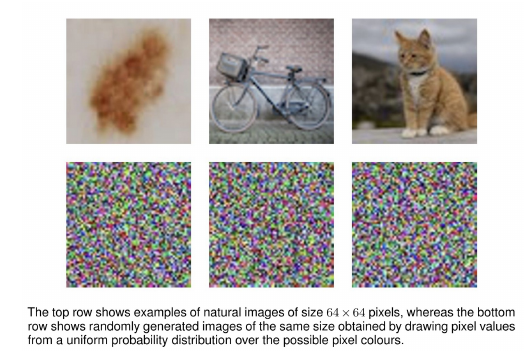 The top row shows examples of natural images of size 64 × 64 pixels, whereas the bottom
row shows randomly generated images of the same size obtained by drawing pixel values
from a uniform probability distribution over the possible pixel colours.